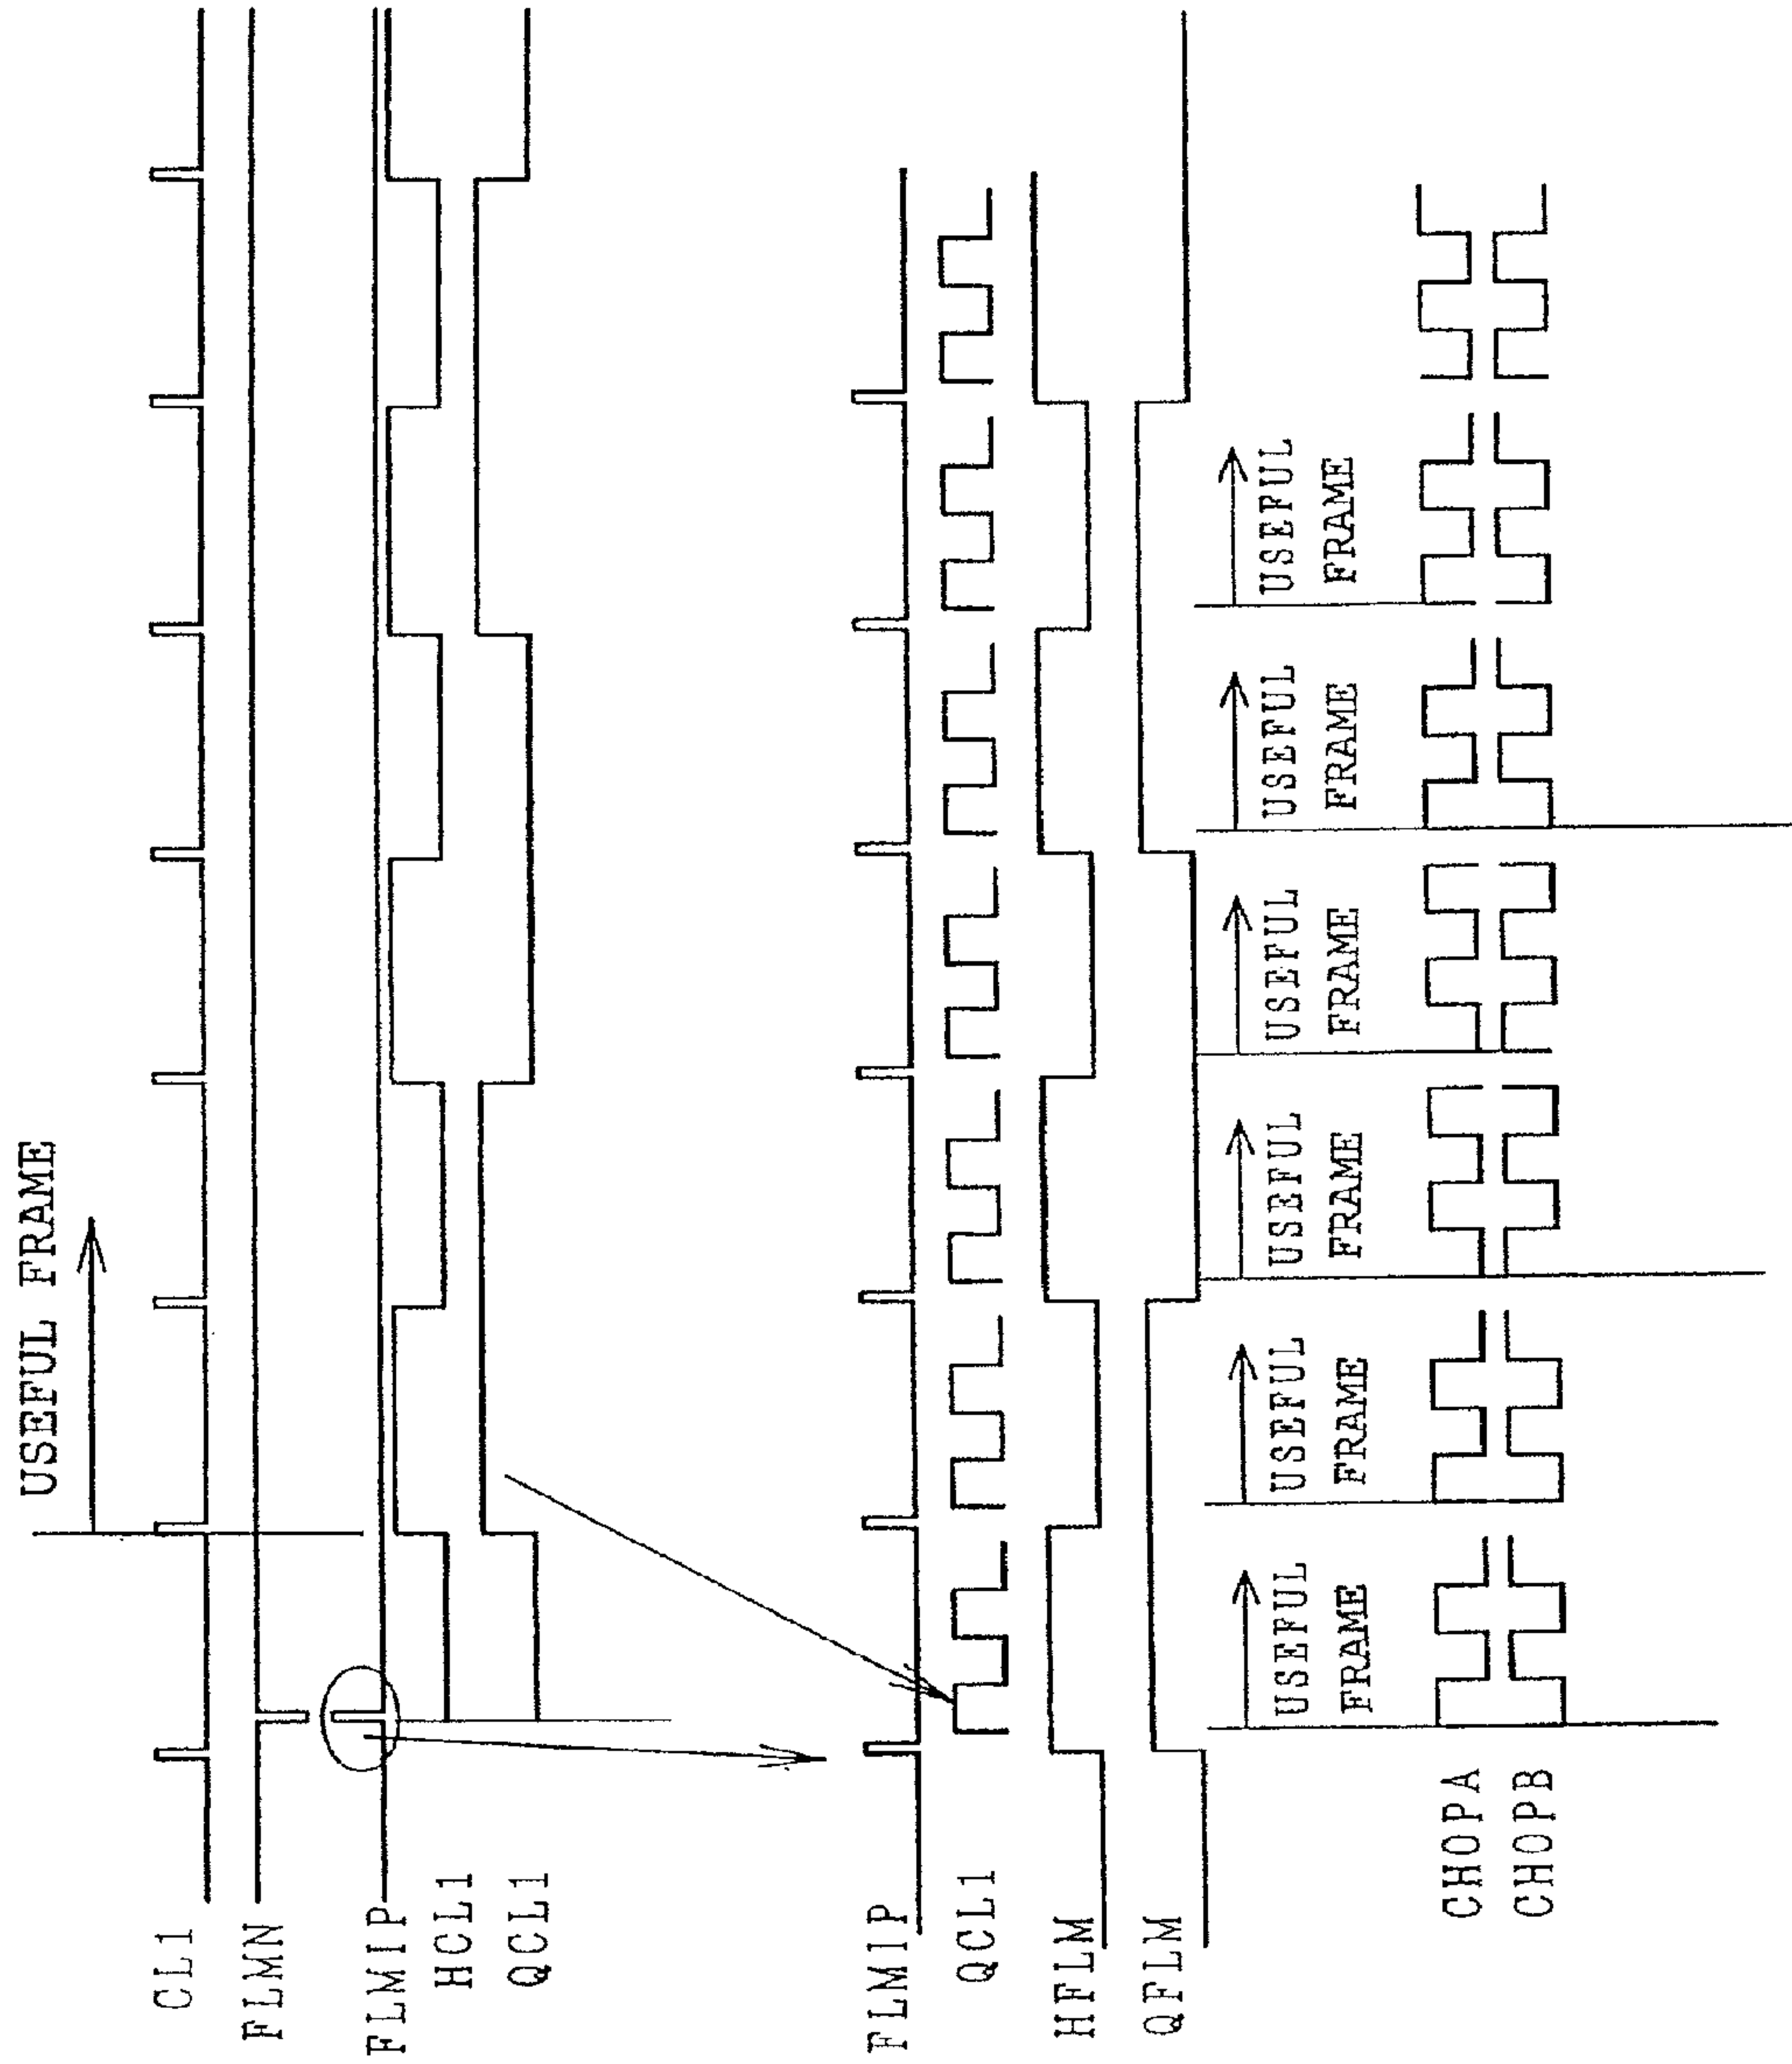 USEFUL FRAME
CL1
FLMN
FLMIP
HCL1
QCL1
FLMIP
QCL1
HFLM
QFLM
USEFUL
FRAME
USEFUL
FRAME
USEFUL
FRAME
USEFUL
FRAME
USEFUL
FRAME
USEFUL
FRAME
CHOPA
CHOPB